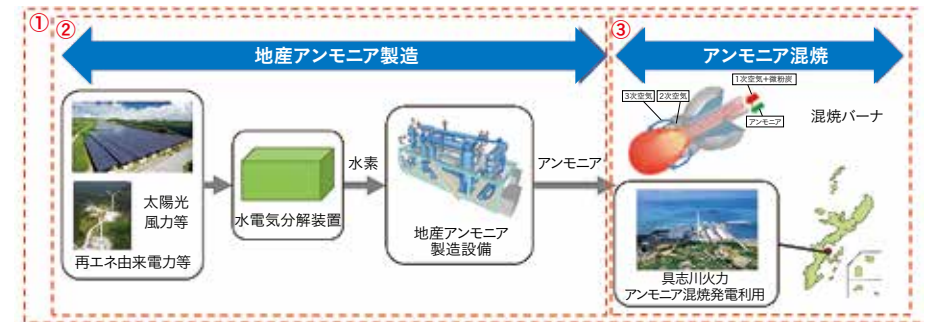 ①
②
③
地産アンモニア製造
アンモニア混焼
1次空気+微粉炭
3次空気
2次空気
アンモニア
混焼バーナ
太陽光
風力等
再エネ由来電力等
水電気分解装置
水素
地産アンモニア
製造設備
アンモニア
具志川火力
アンモニア混焼発電利用